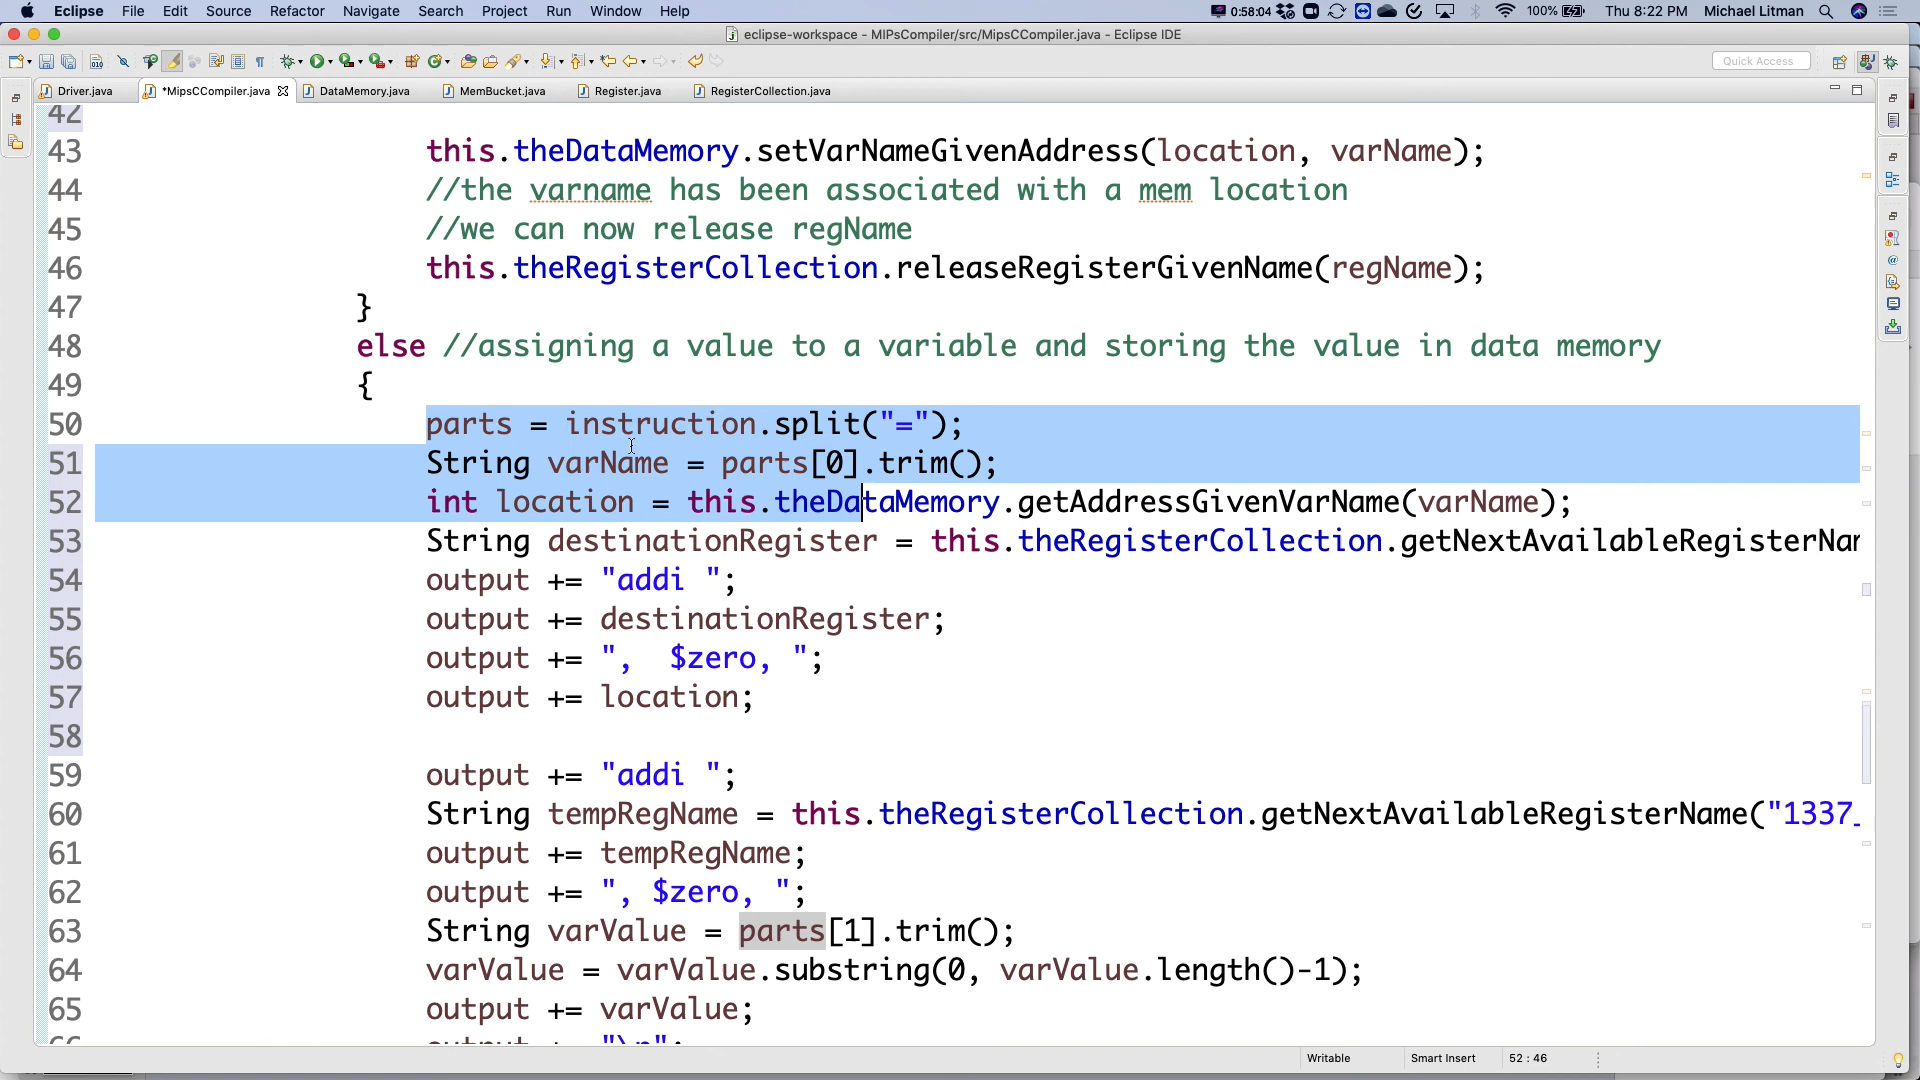 Eclipse File Edit Source Refactor Navigate Search Project Run Window Help 0:58:04 100% Thu 8:22 PM Michael Litman
eclipse-workspace - MIPsCompiler/src/MipsCCompiler.java - Eclipse IDE
Quick Access
Driver.java *MipsCCompiler.java DataMemory.java MemBucket.java Register.java RegisterCollection.java
42
43 this.theDataMemory.setVarNameGivenAddress(location, varName);
44 //the varname has been associated with a mem location
45 //we can now release regName
46 this.theRegisterCollection.releaseRegisterGivenName(regName);
47 }
48 else //assigning a value to a variable and storing the value in data memory
49 {
50 parts = instruction.split("=");
51 String varName = parts[0].trim();
52 int location = this.theDataMemory.getAddressGivenVarName(varName);
53 String destinationRegister = this.theRegisterCollection.getNextAvailableRegisterNam
54 output += "addi ";
55 output += destinationRegister;
56 output += ",  $zero, ";
57 output += location;
58
59 output += "addi ";
60 String tempRegName = this.theRegisterCollection.getNextAvailableRegisterName("1337_
61 output += tempRegName;
62 output += ", $zero, ";
63 String varValue = parts[1].trim();
64 varValue = varValue.substring(0, varValue.length()-1);
65 output += varValue;
66 output += "\n";
Writable Smart Insert 52 : 46